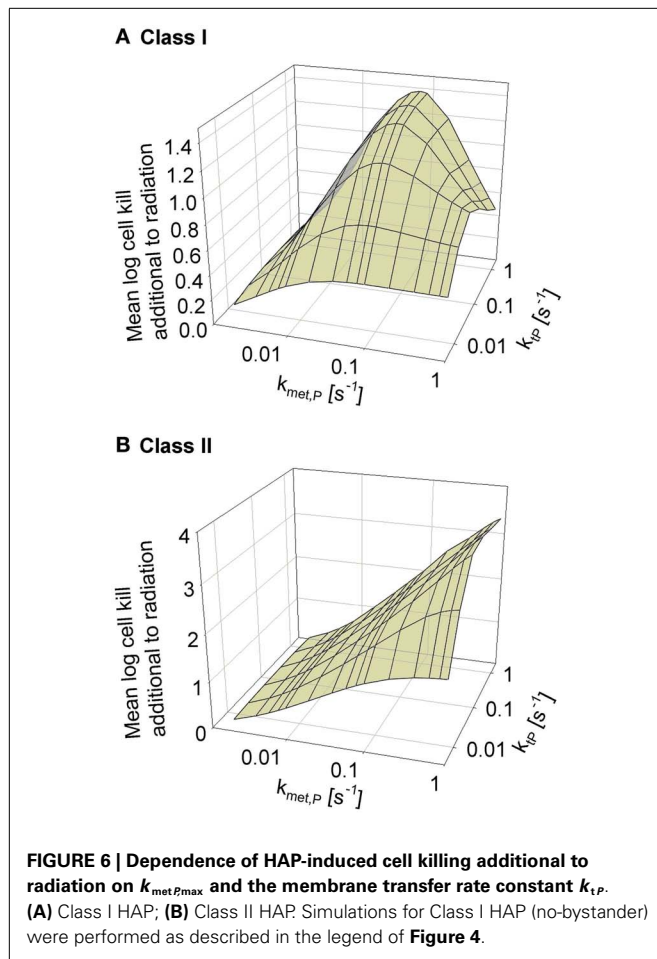 A Class I
Mean log cell kill
additional to radiation
1.4
1.2
1.0
0.8
0.6
0.4
0.2
0.0
0.01
0.1
1
k_met,P [s⁻¹]
0.01
0.1
1
k_tP [s⁻¹]
B Class II
Mean log cell kill
additional to radiation
4
3
2
1
0
0.01
0.1
1
k_met,P [s⁻¹]
0.01
0.1
1
k_tP [s⁻¹]
FIGURE 6 | Dependence of HAP-induced cell killing additional to
radiation on k_metP,max and the membrane transfer rate constant k_tP.
(A) Class I HAP; (B) Class II HAP. Simulations for Class I HAP (no-bystander)
were performed as described in the legend of Figure 4.